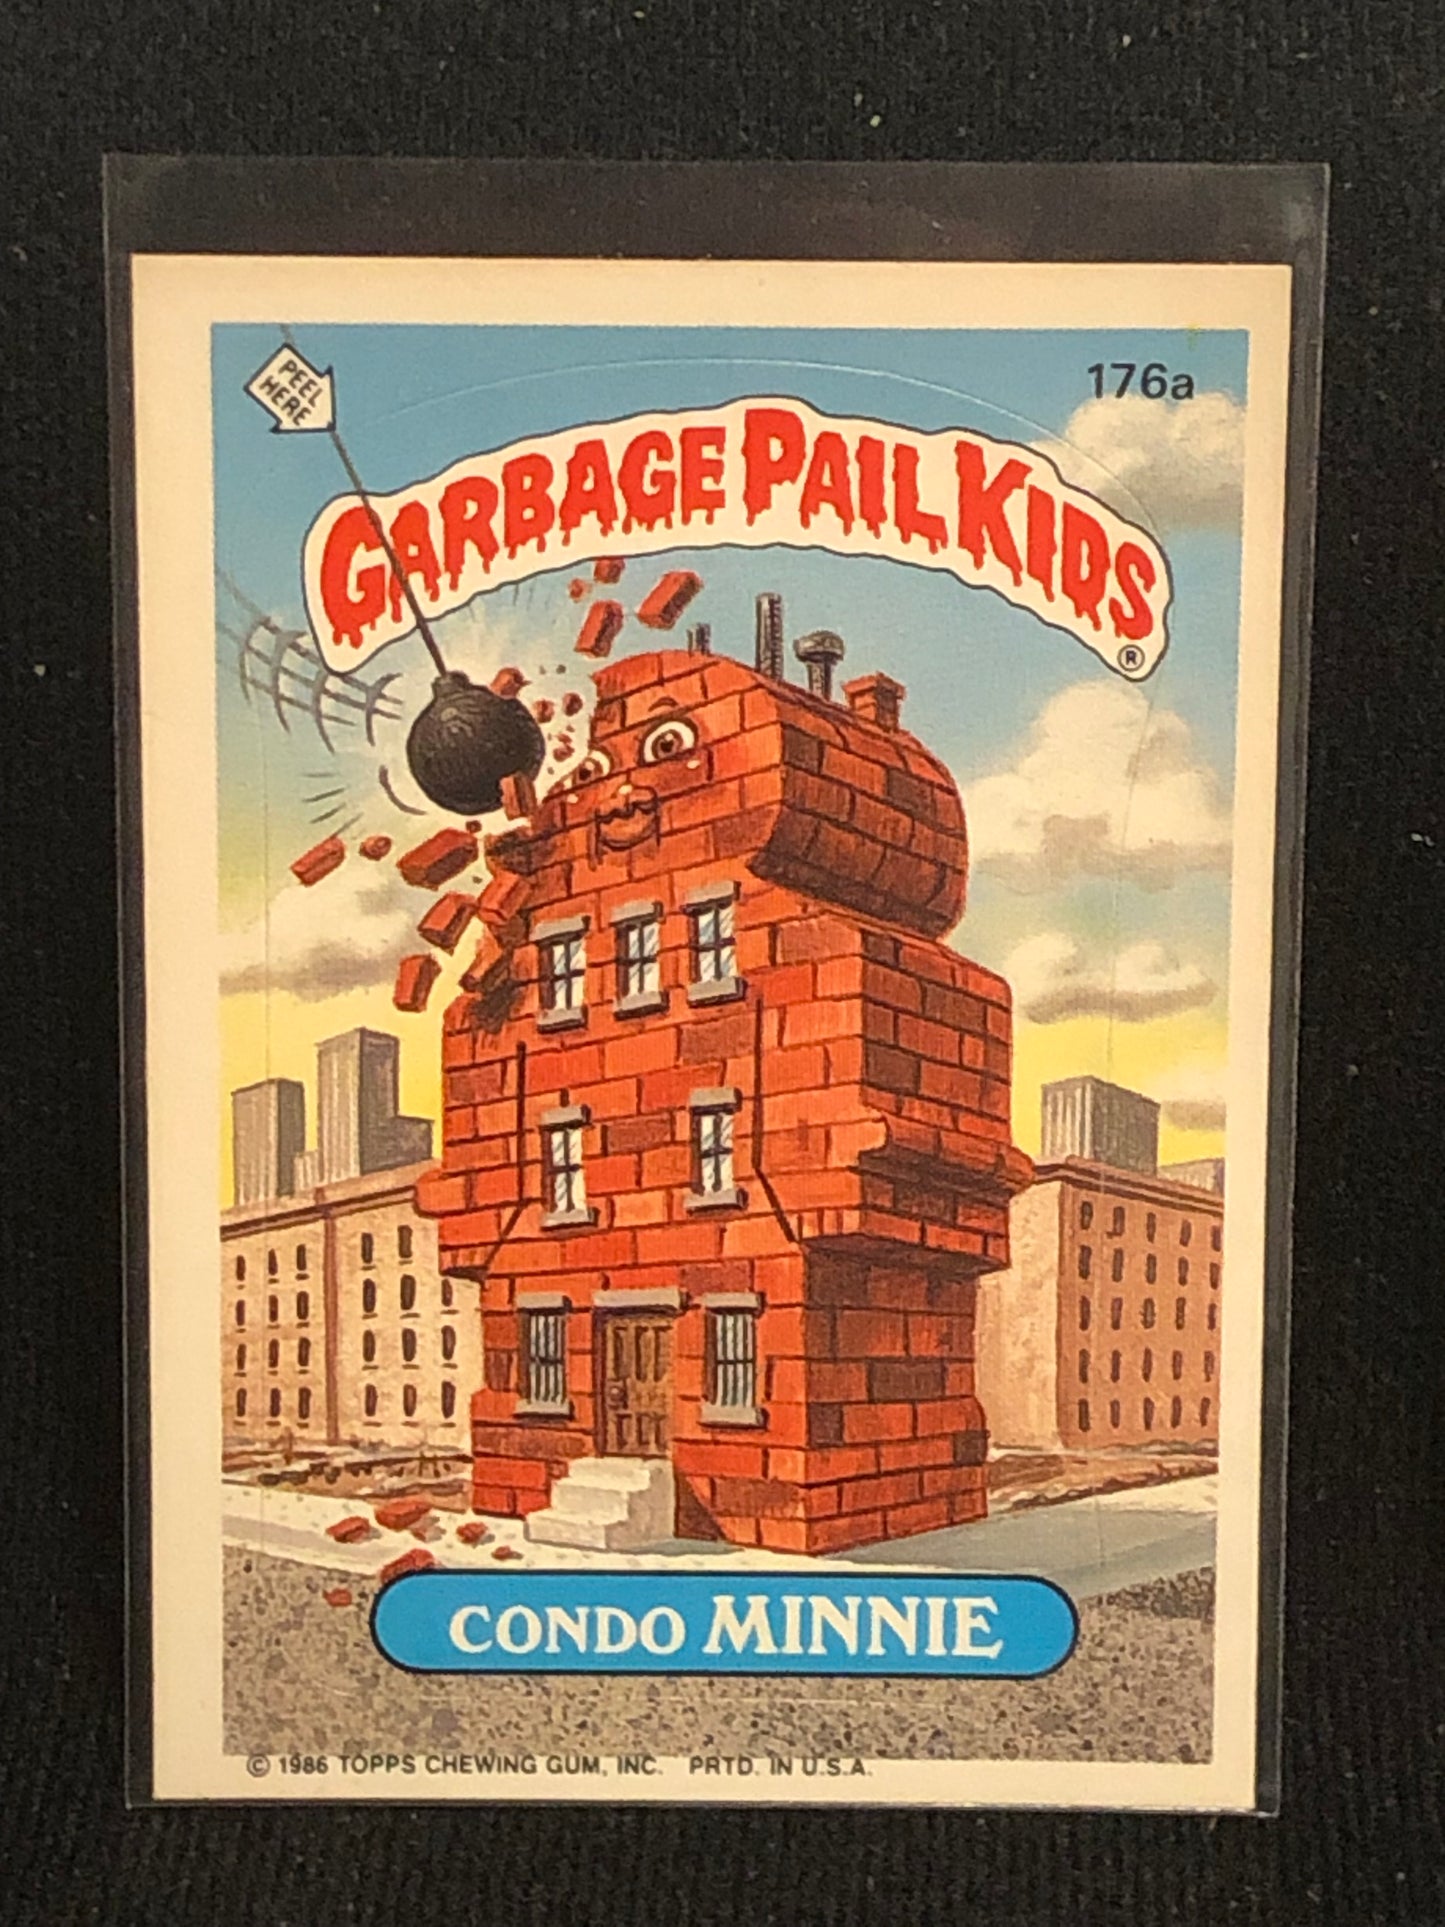 PEEL
HERE
176a
GARBAGE PAIL KIDS
®
CONDO MINNIE
© 1986 TOPPS CHEWING GUM, INC. PRTD. IN U.S.A.